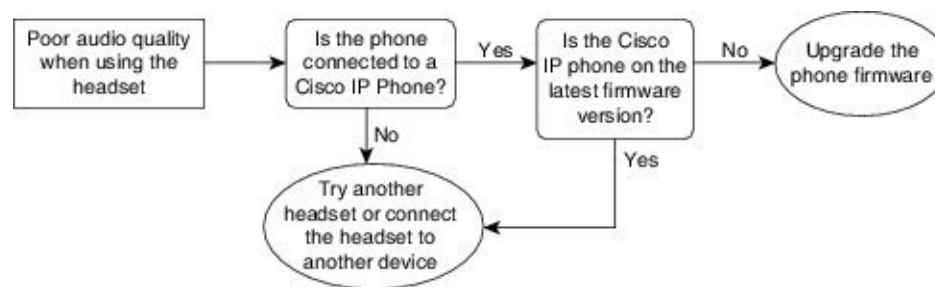 Poor audio quality
when using the
headset
Is the phone
connected to a
Cisco IP Phone?
Yes
Is the Cisco
IP phone on the
latest firmware
version?
No
Upgrade the
phone firmware
No
Yes
Try another
headset or connect
the headset to
another device